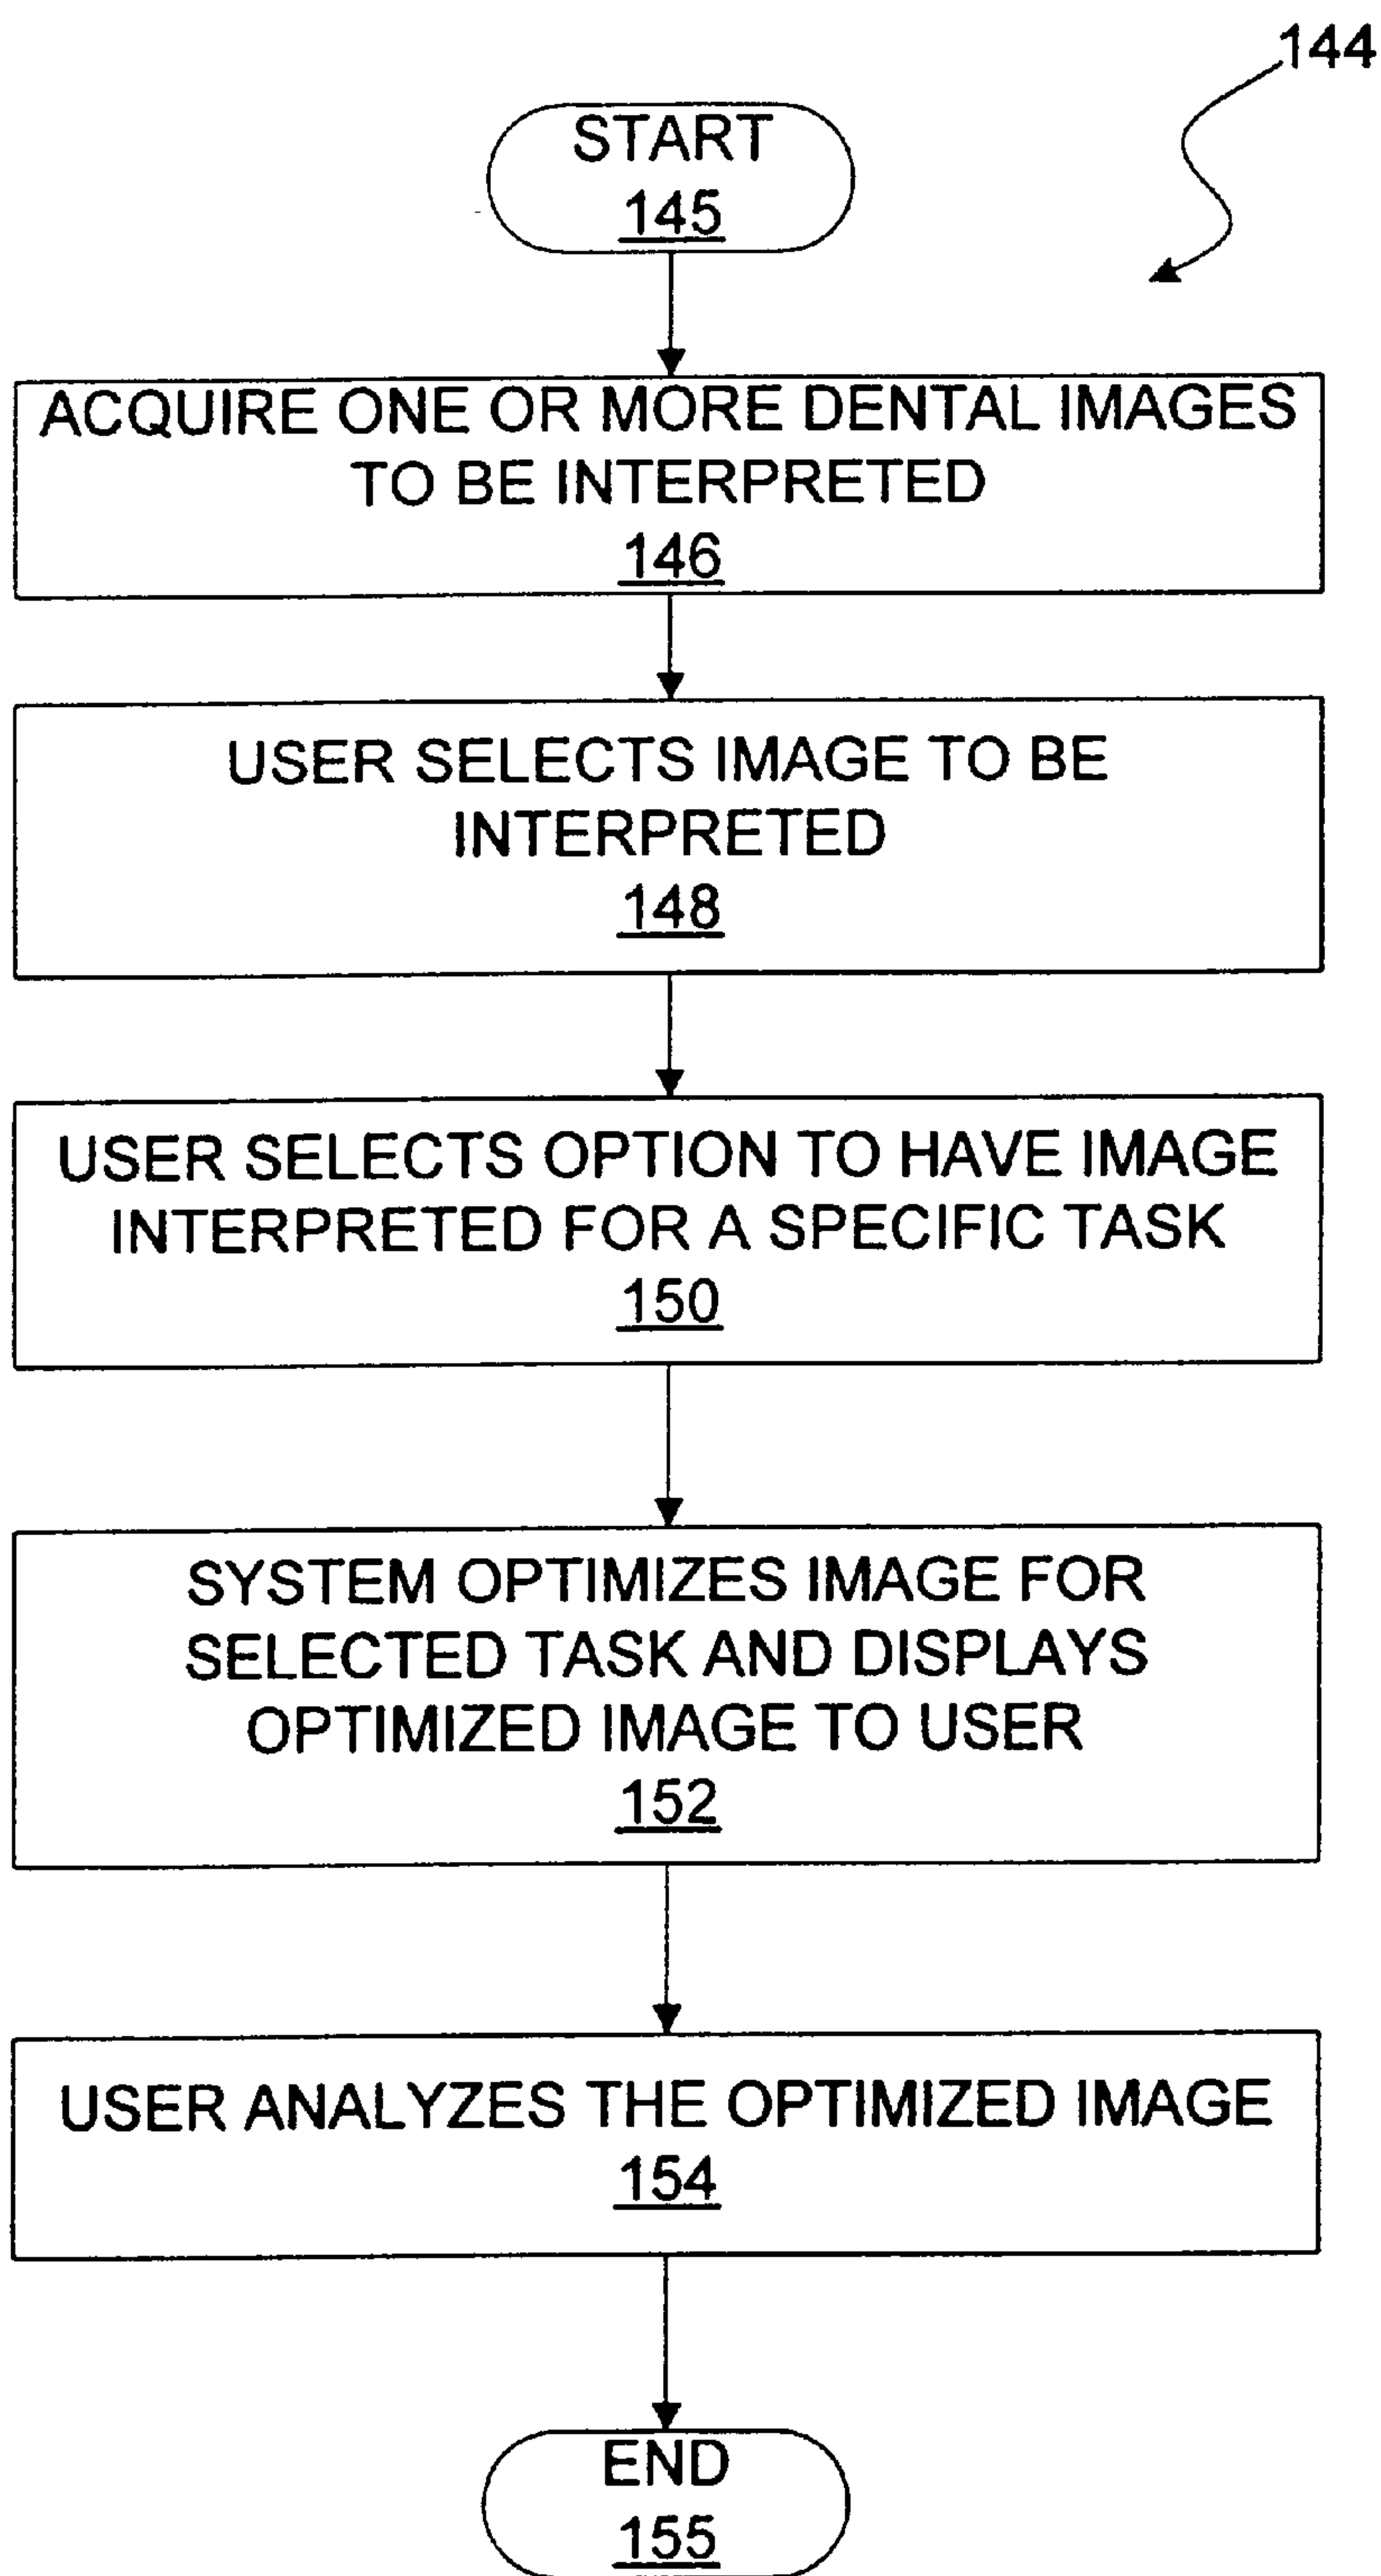 144
START
145
ACQUIRE ONE OR MORE DENTAL IMAGES
TO BE INTERPRETED
146
USER SELECTS IMAGE TO BE
INTERPRETED
148
USER SELECTS OPTION TO HAVE IMAGE
INTERPRETED FOR A SPECIFIC TASK
150
SYSTEM OPTIMIZES IMAGE FOR
SELECTED TASK AND DISPLAYS
OPTIMIZED IMAGE TO USER
152
USER ANALYZES THE OPTIMIZED IMAGE
154
END
155